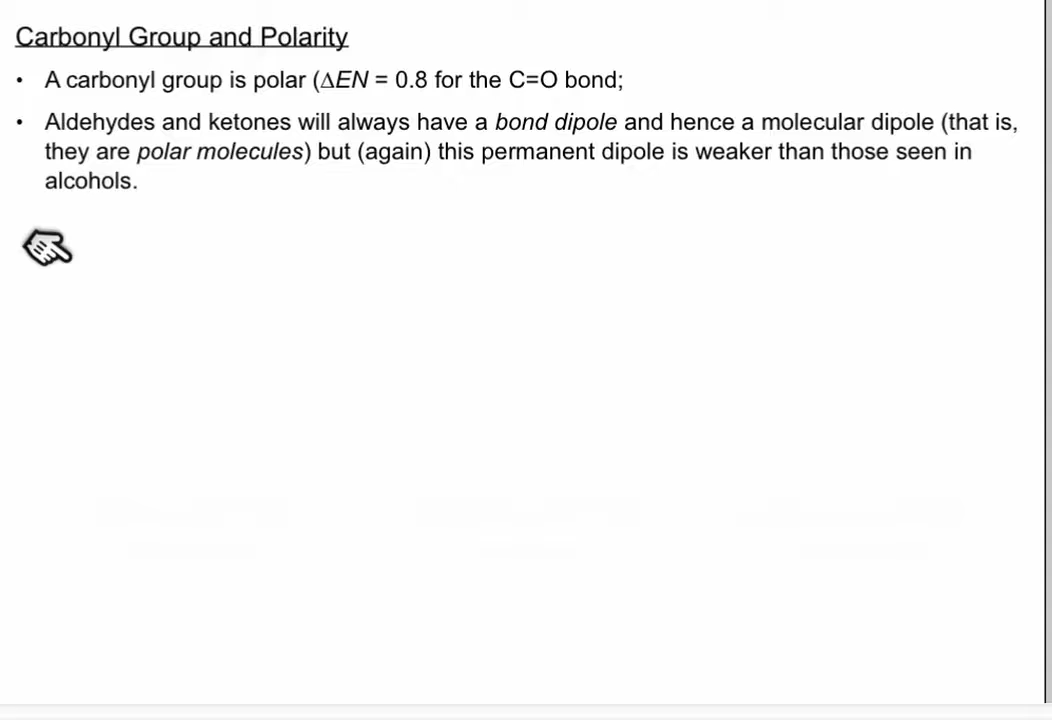 Carbonyl Group and Polarity
• A carbonyl group is polar (ΔEN = 0.8 for the C=O bond;
• Aldehydes and ketones will always have a bond dipole and hence a molecular dipole (that is,
they are polar molecules) but (again) this permanent dipole is weaker than those seen in
alcohols.